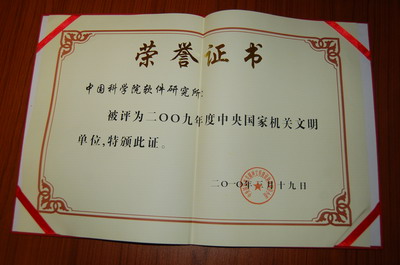 荣誉证书
中国科学院软件研究所:
被评为二〇〇九年度中央国家机关文明
单位,特颁此证。
二〇一〇年一月十九日